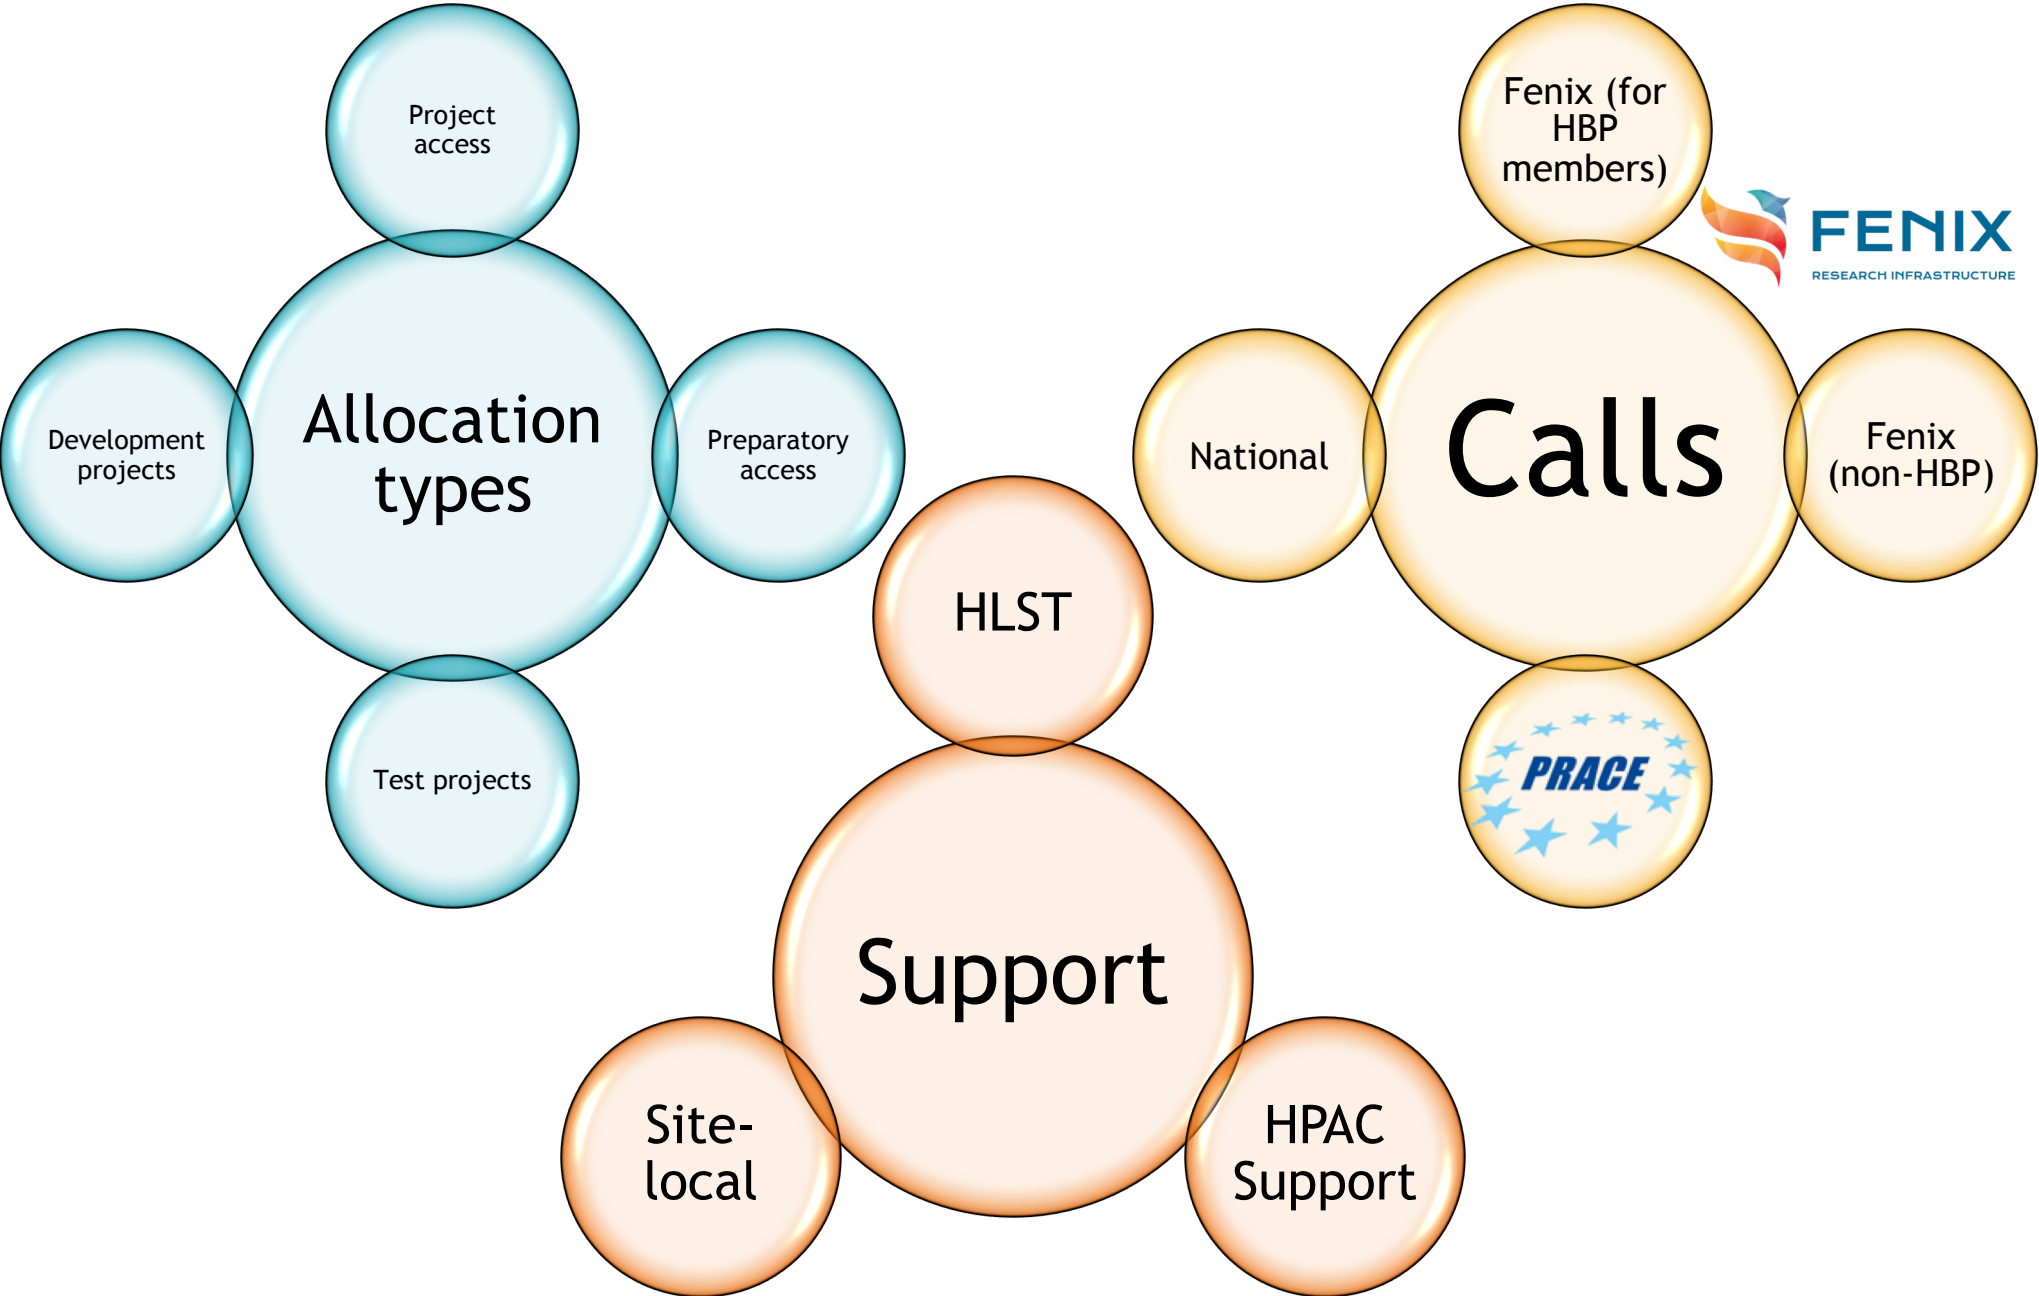 Project
access
Allocation
types
Development
projects
Preparatory
access
Test projects
Fenix (for
HBP
members)
FENIX
RESEARCH INFRASTRUCTURE
Calls
National
Fenix
(non-HBP)
PRACE
HLST
Support
Site-
local
HPAC
Support